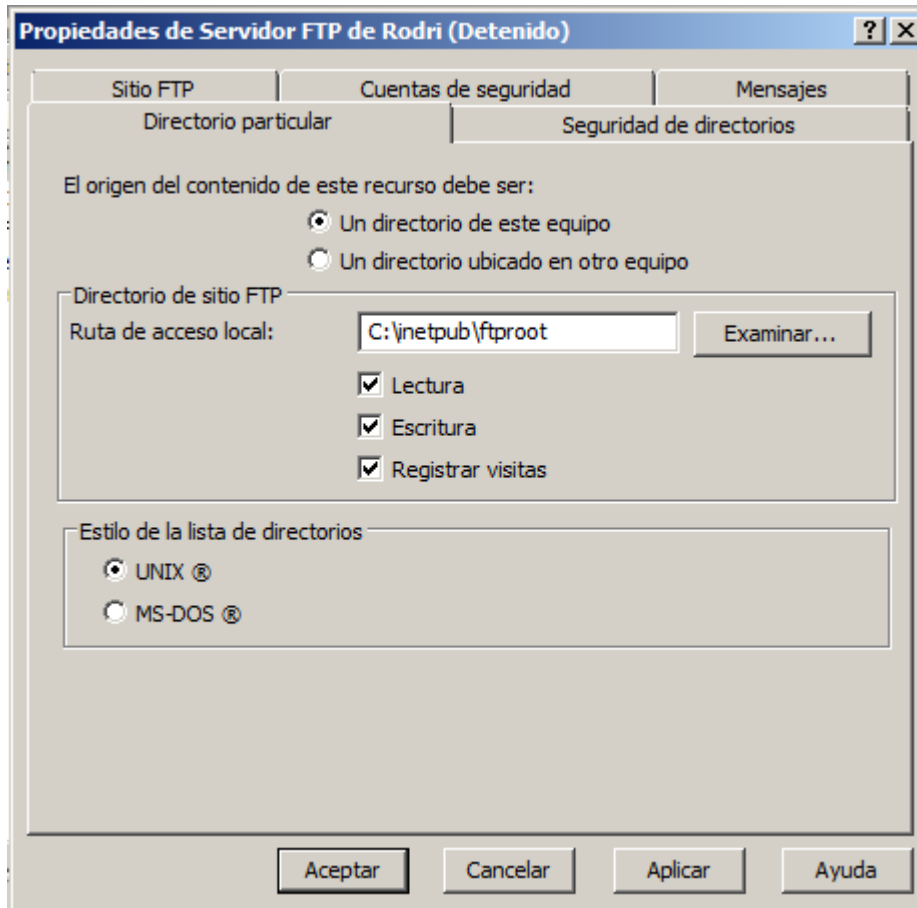 Propiedades de Servidor FTP de Rodri (Detenido)
Sitio FTP Cuentas de seguridad Mensajes
Directorio particular Seguridad de directorios
El origen del contenido de este recurso debe ser:
Un directorio de este equipo
Un directorio ubicado en otro equipo
Directorio de sitio FTP
Ruta de acceso local: C:\inetpub\ftproot Examinar...
Lectura
Escritura
Registrar visitas
Estilo de la lista de directorios
UNIX ®
MS-DOS ®
Aceptar Cancelar Aplicar Ayuda